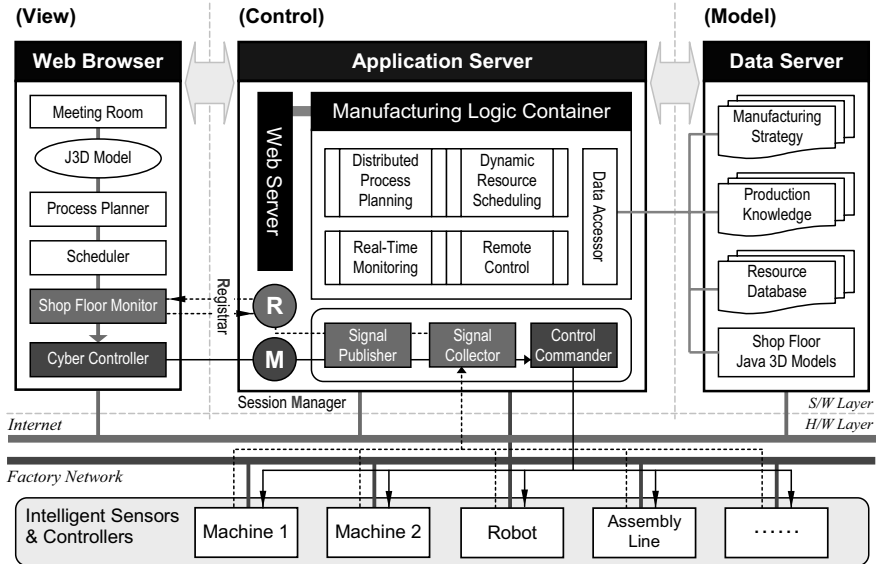 (View)
(Control)
(Model)
Web Browser
Application Server
Data Server
Meeting Room
J3D Model
Process Planner
Scheduler
Shop Floor Monitor
Cyber Controller
Web Server
Manufacturing Logic Container
Distributed
Process
Planning
Dynamic
Resource
Scheduling
Real-Time
Monitoring
Remote
Control
Data Accessor
Manufacturing
Strategy
Production
Knowledge
Resource
Database
Shop Floor
Java 3D Models
Registrar
R
M
Signal
Publisher
Signal
Collector
Control
Commander
Session Manager
S/W Layer
Internet
H/W Layer
Factory Network
Intelligent Sensors
& Controllers
Machine 1
Machine 2
Robot
Assembly
Line
······